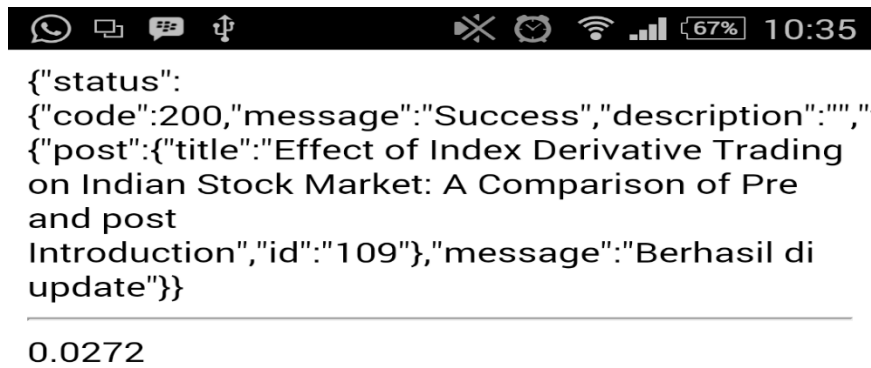 67% 10:35
{"status":
{"code":200,"message":"Success","description":"","
{"post":{"title":"Effect of Index Derivative Trading
on Indian Stock Market: A Comparison of Pre
and post
Introduction","id":"109"},"message":"Berhasil di
update"}}
0.0272